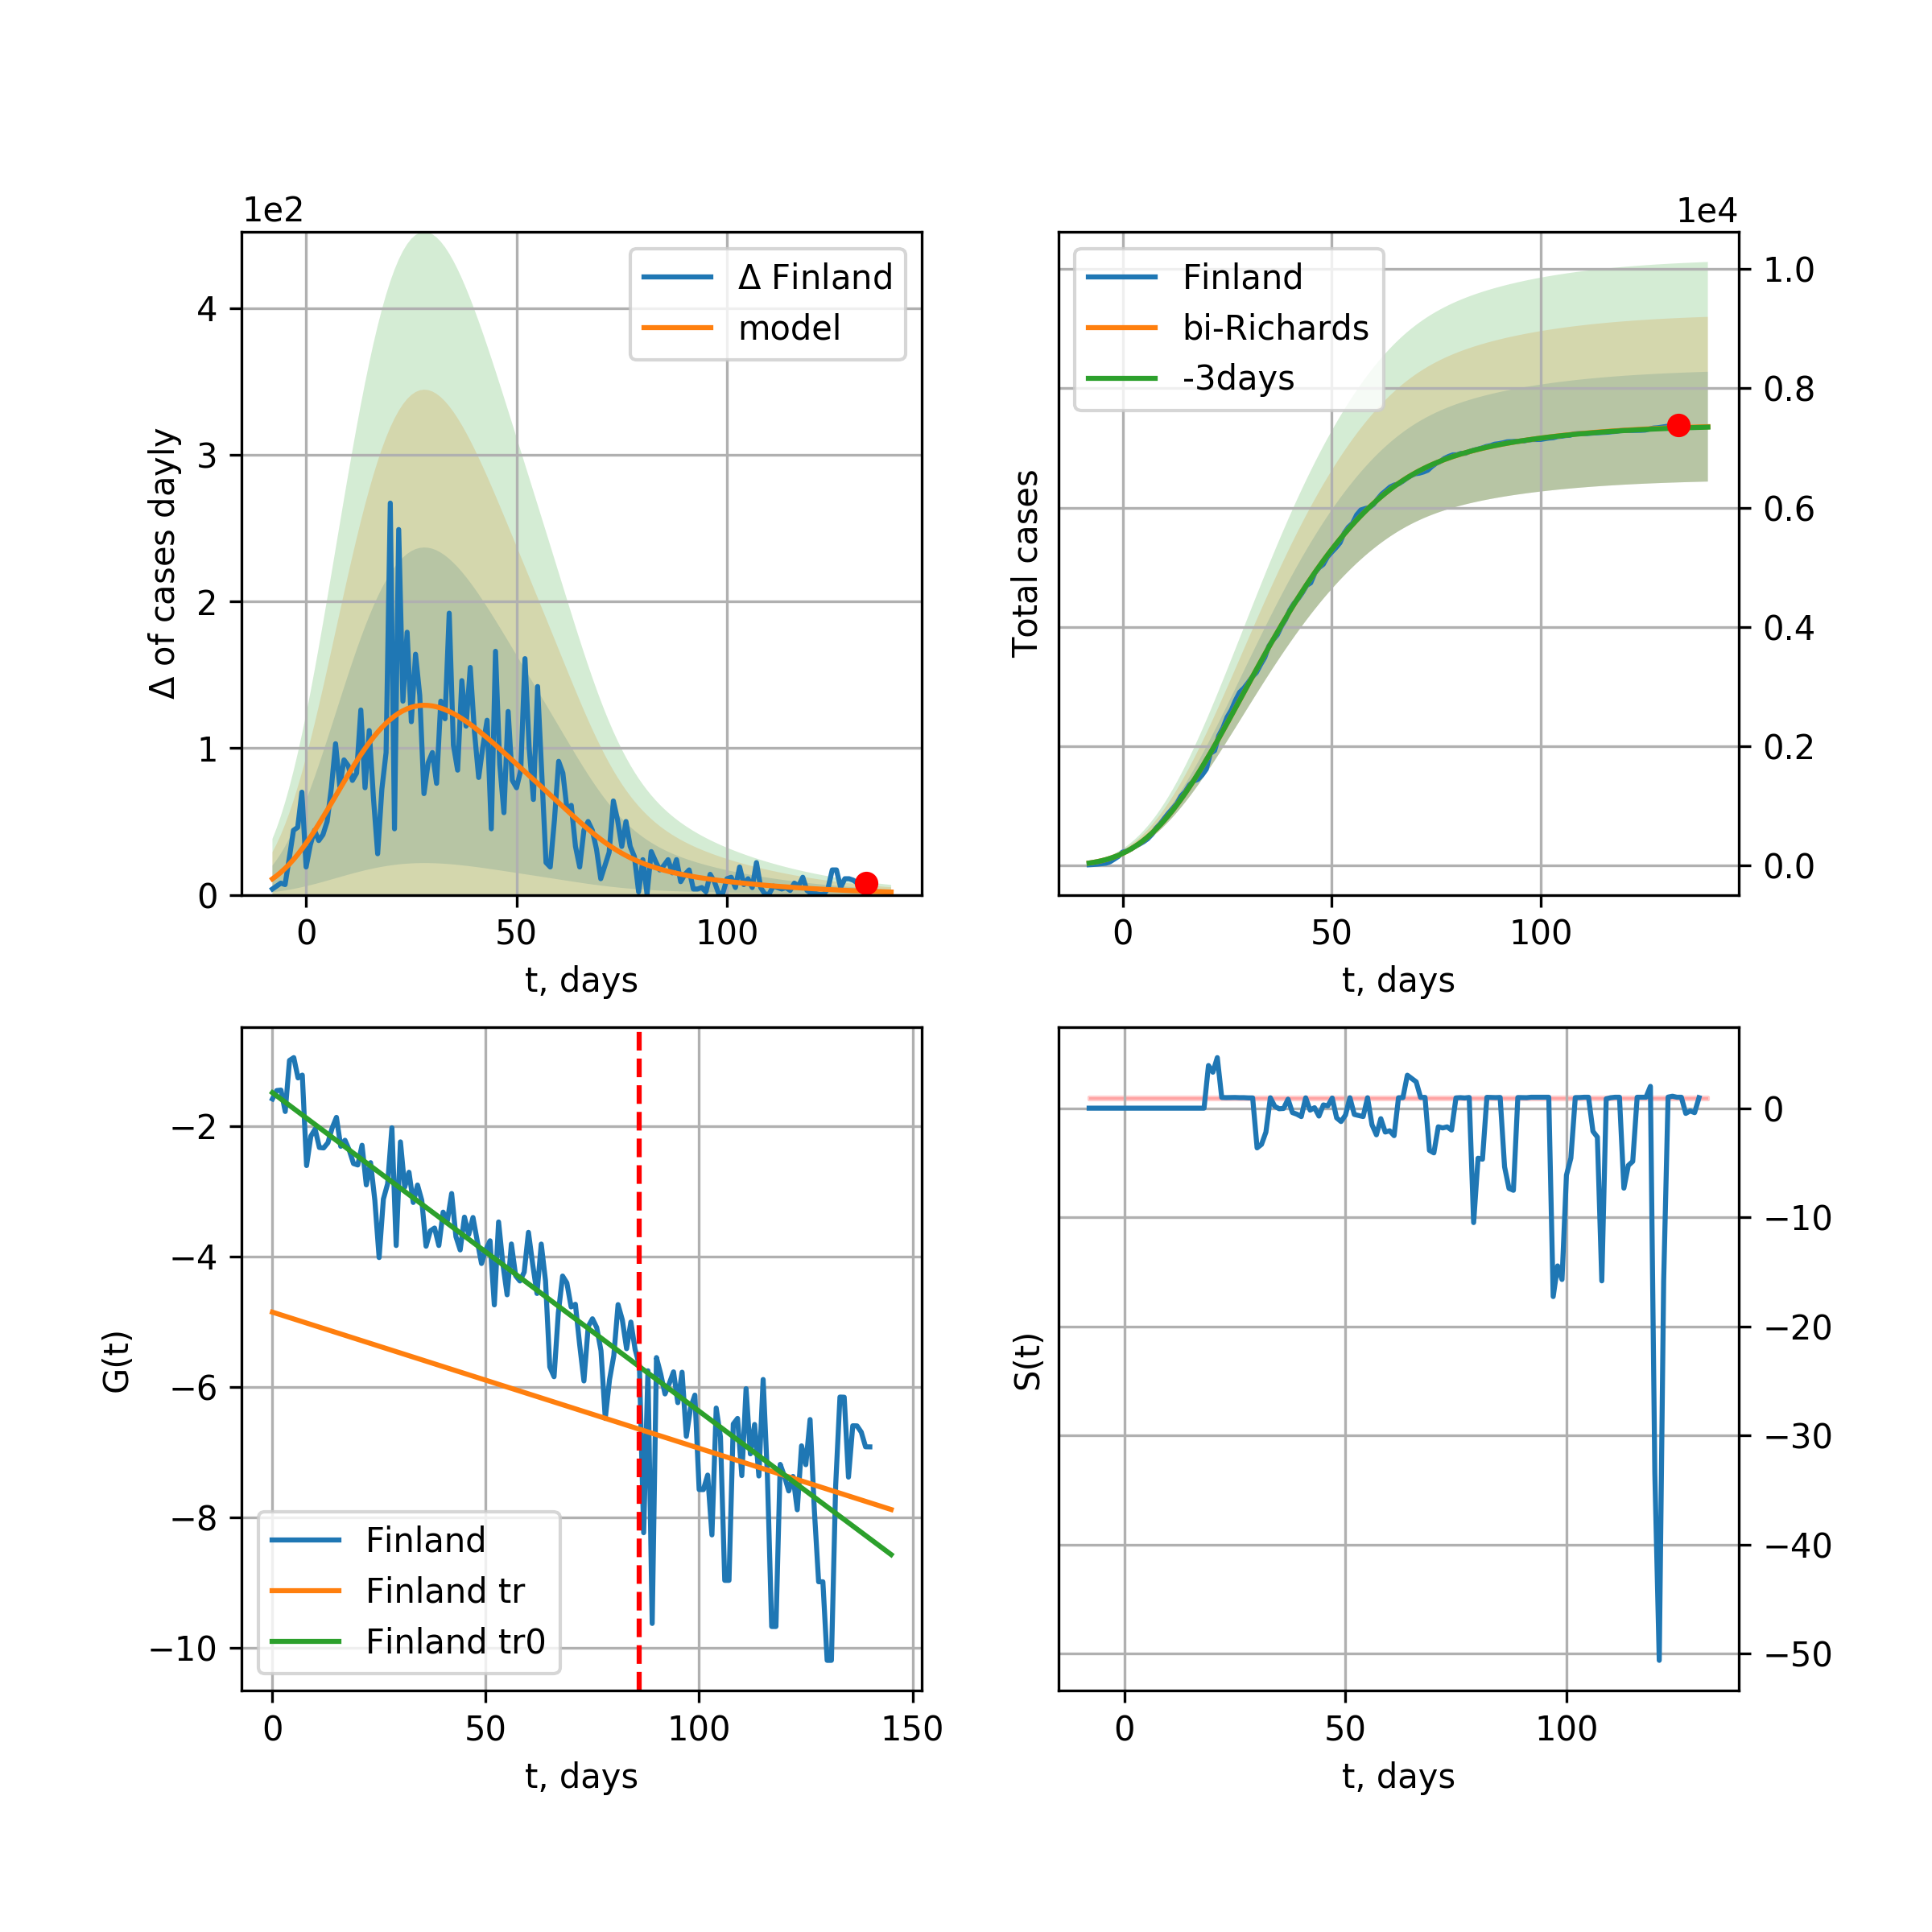 1e2
Δ of cases dayly
4
3
2
1
0
Δ Finland
model
0 50 100
t, days
1e4
Total cases
Finland
bi-Richards
-3days
1.0
0.8
0.6
0.4
0.2
0.0
0 50 100
t, days
G(t)
−2
−4
−6
−8
−10
Finland
Finland tr
Finland tr0
0 50 100 150
t, days
S(t)
0
−10
−20
−30
−40
−50
0 50 100
t, days